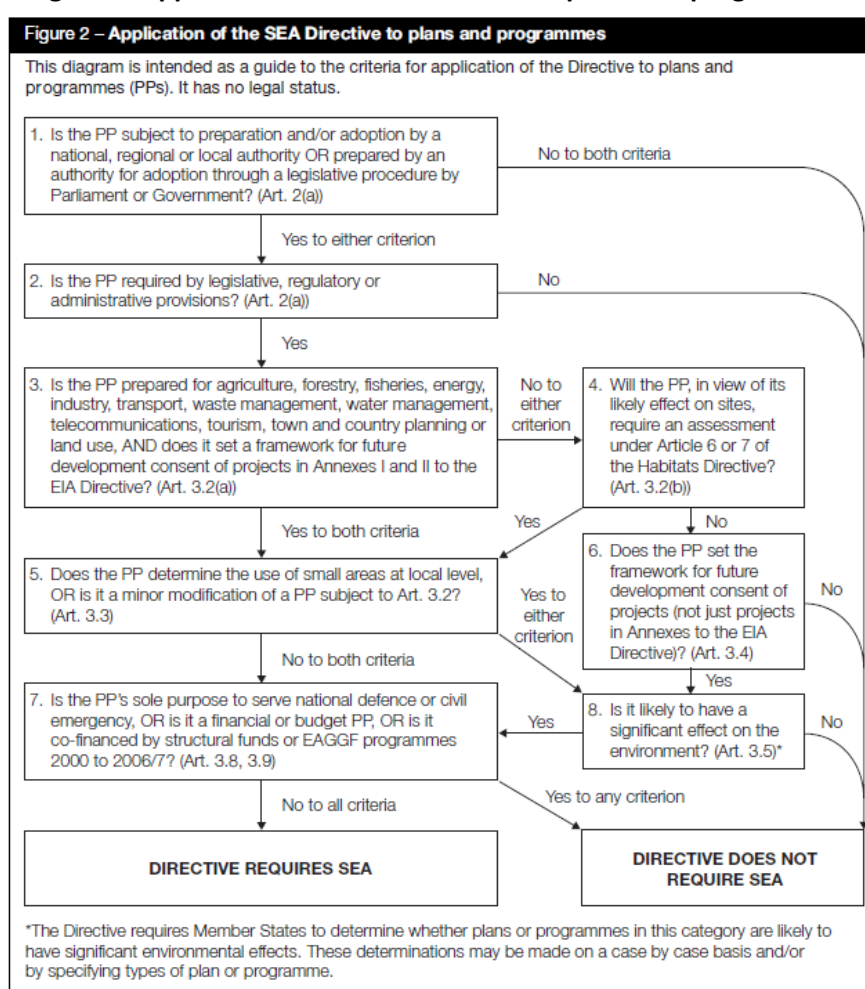 Figure 2 – Application of the SEA Directive to plans and programmes
This diagram is intended as a guide to the criteria for application of the Directive to plans and
programmes (PPs). It has no legal status.
1. Is the PP subject to preparation and/or adoption by a
national, regional or local authority OR prepared by an
authority for adoption through a legislative procedure by
Parliament or Government? (Art. 2(a))
No to both criteria
Yes to either criterion
2. Is the PP required by legislative, regulatory or
administrative provisions? (Art. 2(a))
No
Yes
3. Is the PP prepared for agriculture, forestry, fisheries, energy,
industry, transport, waste management, water management,
telecommunications, tourism, town and country planning or
land use, AND does it set a framework for future
development consent of projects in Annexes I and II to the
EIA Directive? (Art. 3.2(a))
No to
either
criterion
4. Will the PP, in view of its
likely effect on sites,
require an assessment
under Article 6 or 7 of
the Habitats Directive?
(Art. 3.2(b))
Yes to both criteria
Yes
No
5. Does the PP determine the use of small areas at local level,
OR is it a minor modification of a PP subject to Art. 3.2?
(Art. 3.3)
Yes to
either
criterion
6. Does the PP set the
framework for future
development consent of
projects (not just projects
in Annexes to the EIA
Directive)? (Art. 3.4)
No
No to both criteria
Yes
7. Is the PP's sole purpose to serve national defence or civil
emergency, OR is it a financial or budget PP, OR is it
co-financed by structural funds or EAGGF programmes
2000 to 2006/7? (Art. 3.8, 3.9)
Yes
8. Is it likely to have a
significant effect on the
environment? (Art. 3.5)*
No
No to all criteria
Yes to any criterion
DIRECTIVE REQUIRES SEA
DIRECTIVE DOES NOT
REQUIRE SEA
*The Directive requires Member States to determine whether plans or programmes in this category are likely to
have significant environmental effects. These determinations may be made on a case by case basis and/or
by specifying types of plan or programme.